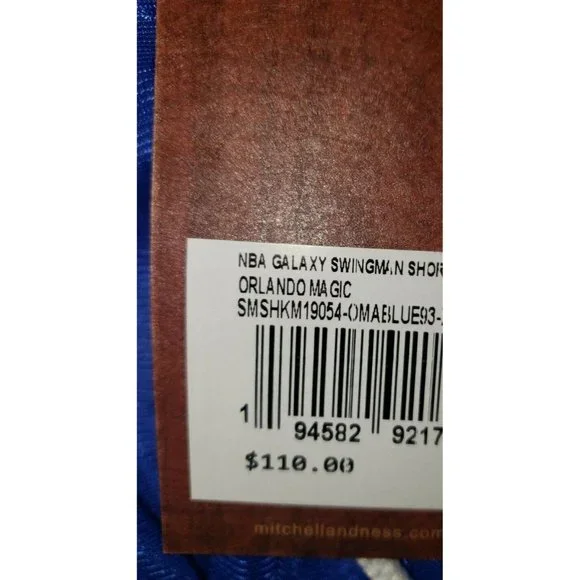 NBA GALAXY SWINGMAN SHOR
ORLANDO MAGIC
SMSHKM19054-OMABLUE93-
1 94582 9217
$110.00
mitchellandness.com